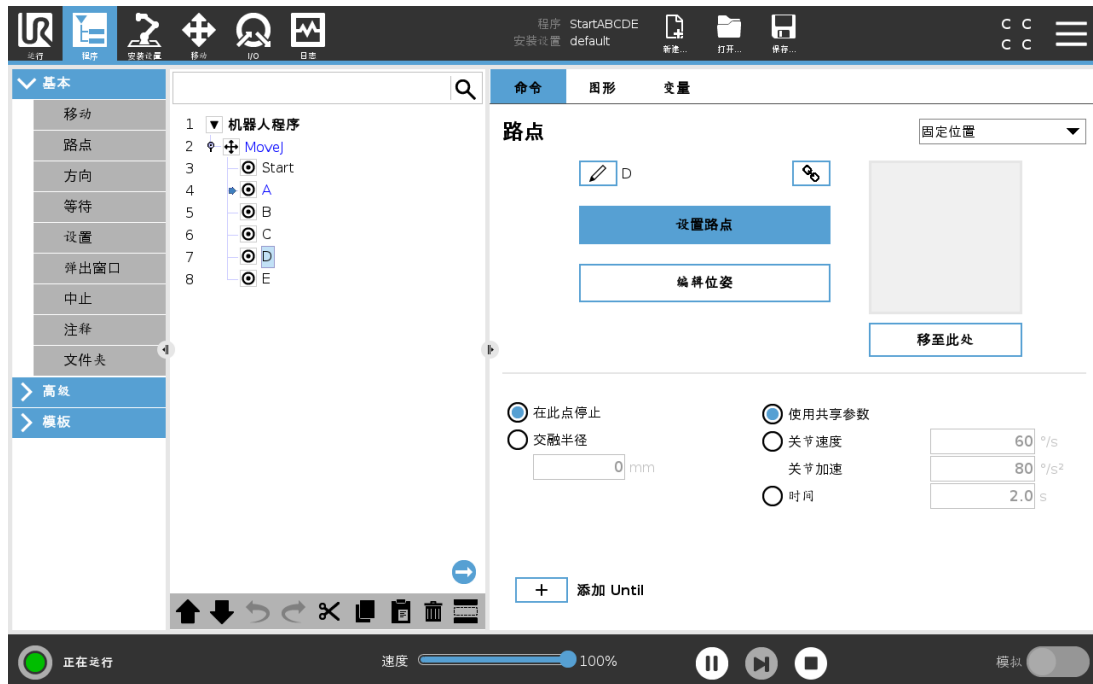 UR
运行 程序 安装设置 移动 I/O 日志
程序 StartABCDE
安装设置 default
新建... 打开... 保存...
C C
C C
基本
移动
路点
方向
等待
设置
弹出窗口
中止
注释
文件夹
高级
模板
1 机器人程序
2 MoveJ
3 Start
4 A
5 B
6 C
7 D
8 E
命令 图形 变量
路点
固定位置
D
设置路点
编辑位姿
移至此处
在此点停止
交融半径
0 mm
使用共享参数
关节速度 60 °/s
关节加速 80 °/s²
时间 2.0 s
+ 添加 Until
正在运行
速度 100%
模拟